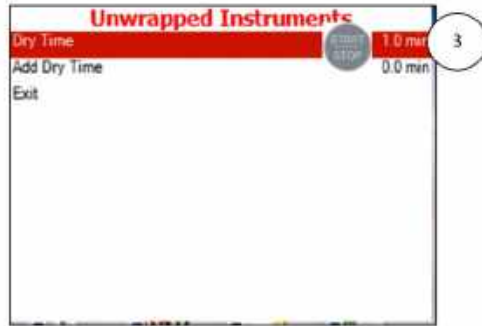 Unwrapped Instruments
Dry Time START STOP 1.0 min 3
Add Dry Time 0.0 min
Exit